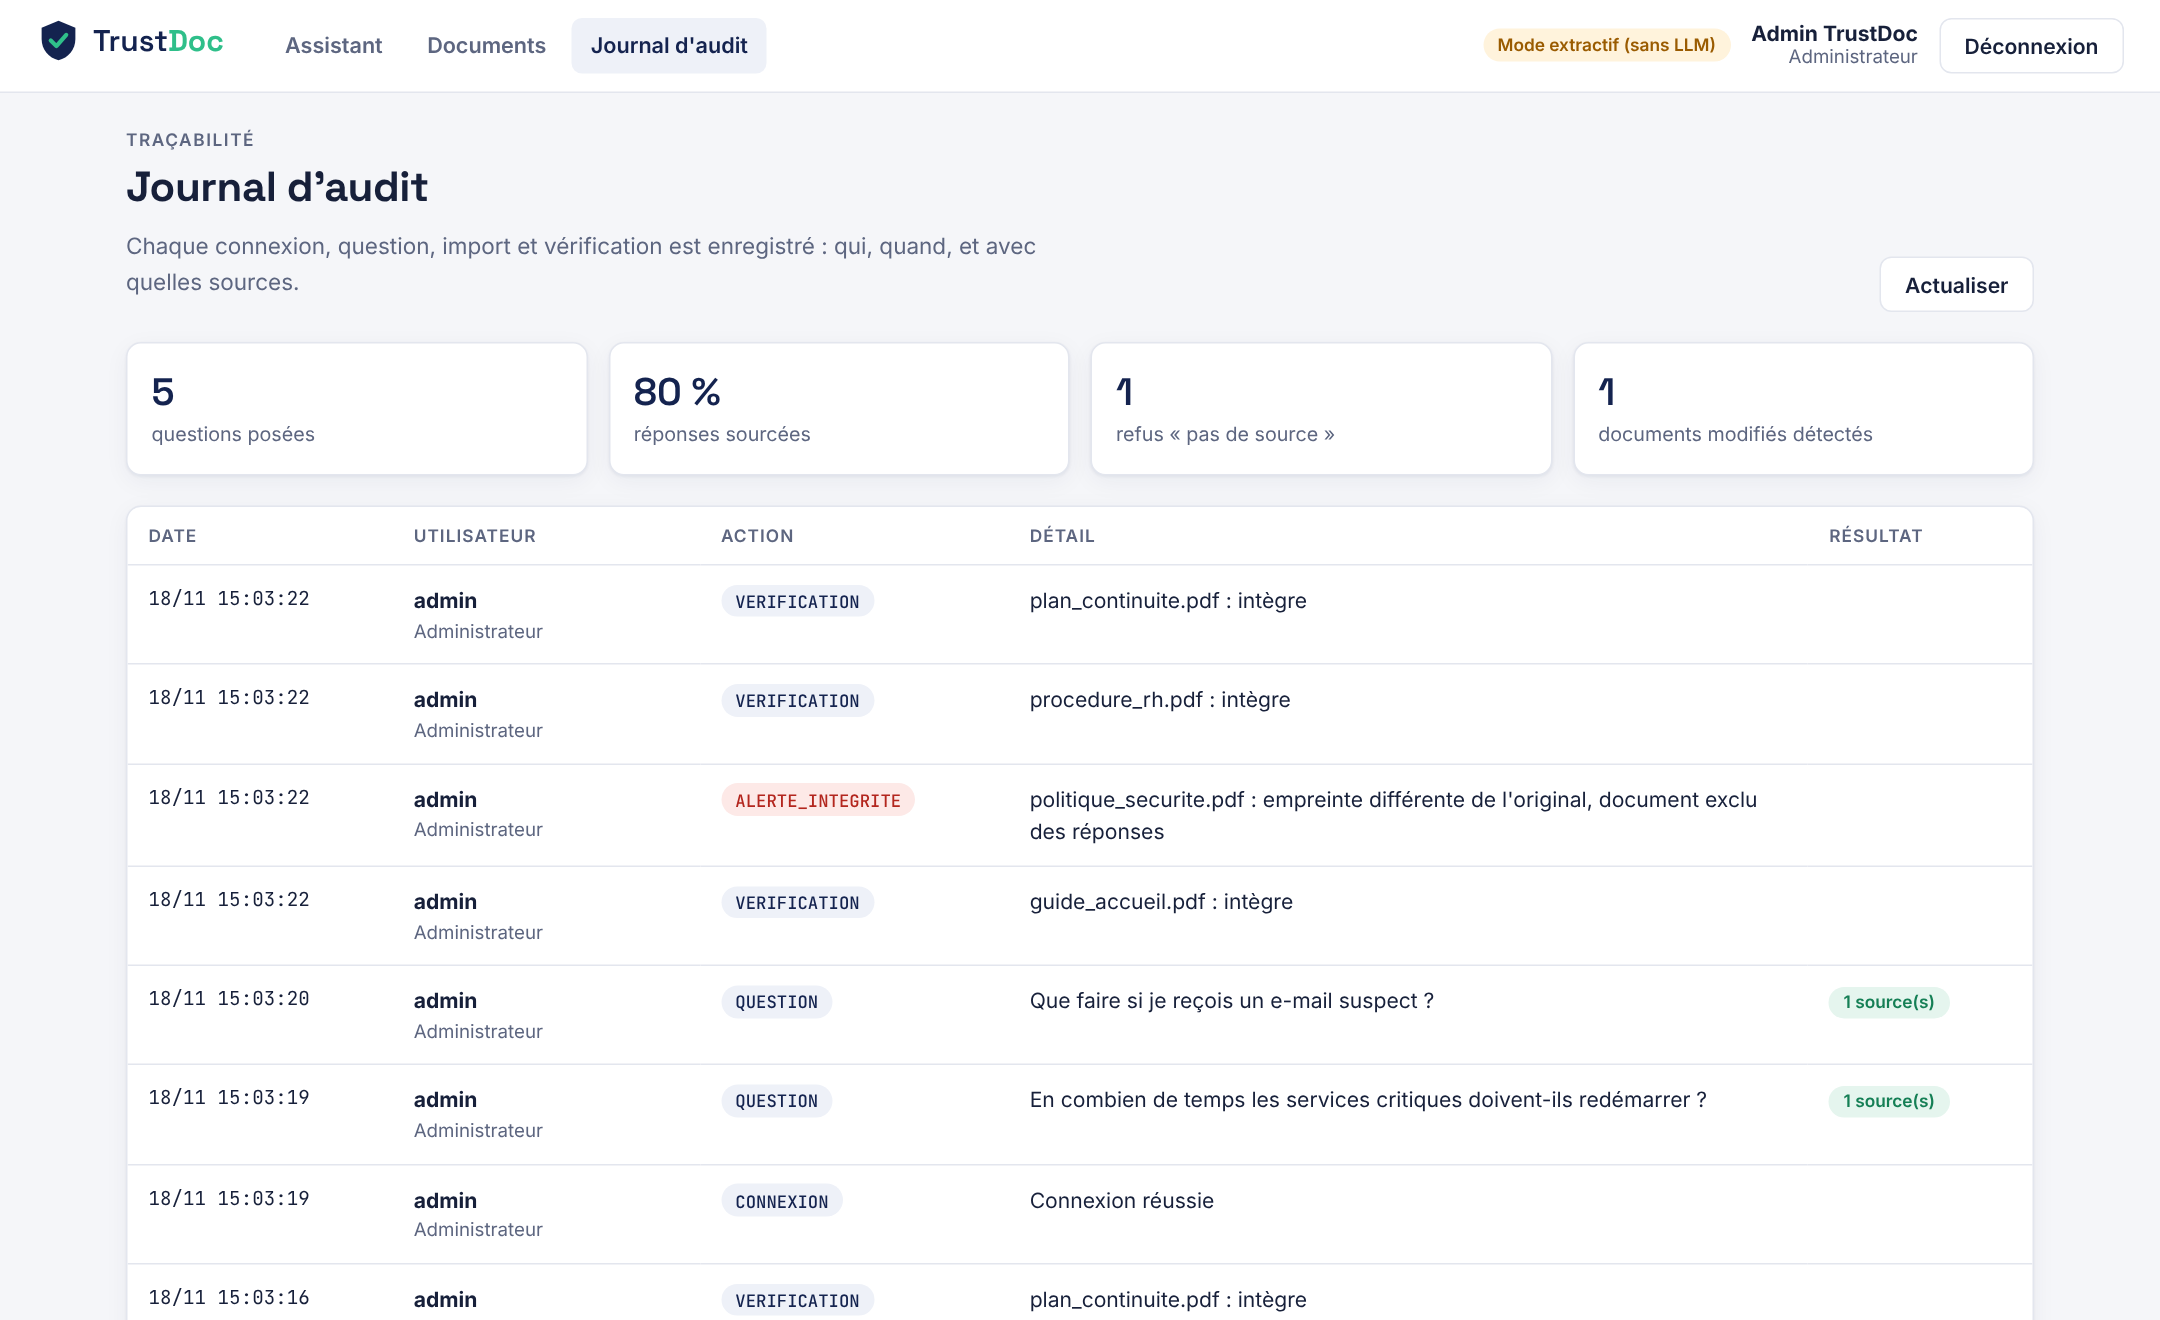 TrustDoc
Assistant
Documents
Journal d'audit
Mode extractif (sans LLM)
Admin TrustDoc
Administrateur
Déconnexion
TRAÇABILITÉ
Journal d’audit
Chaque connexion, question, import et vérification est enregistré : qui, quand, et avec
quelles sources.
Actualiser
5
questions posées
80 %
réponses sourcées
1
refus « pas de source »
1
documents modifiés détectés
DATE UTILISATEUR ACTION DÉTAIL RÉSULTAT
18/11 15:03:22 admin VERIFICATION plan_continuite.pdf : intègre
Administrateur
18/11 15:03:22 admin VERIFICATION procedure_rh.pdf : intègre
Administrateur
18/11 15:03:22 admin ALERTE_INTEGRITE politique_securite.pdf : empreinte différente de l'original, document exclu
Administrateur des réponses
18/11 15:03:22 admin VERIFICATION guide_accueil.pdf : intègre
Administrateur
18/11 15:03:20 admin QUESTION Que faire si je reçois un e-mail suspect ? 1 source(s)
Administrateur
18/11 15:03:19 admin QUESTION En combien de temps les services critiques doivent-ils redémarrer ? 1 source(s)
Administrateur
18/11 15:03:19 admin CONNEXION Connexion réussie
Administrateur
18/11 15:03:16 admin VERIFICATION plan_continuite.pdf : intègre